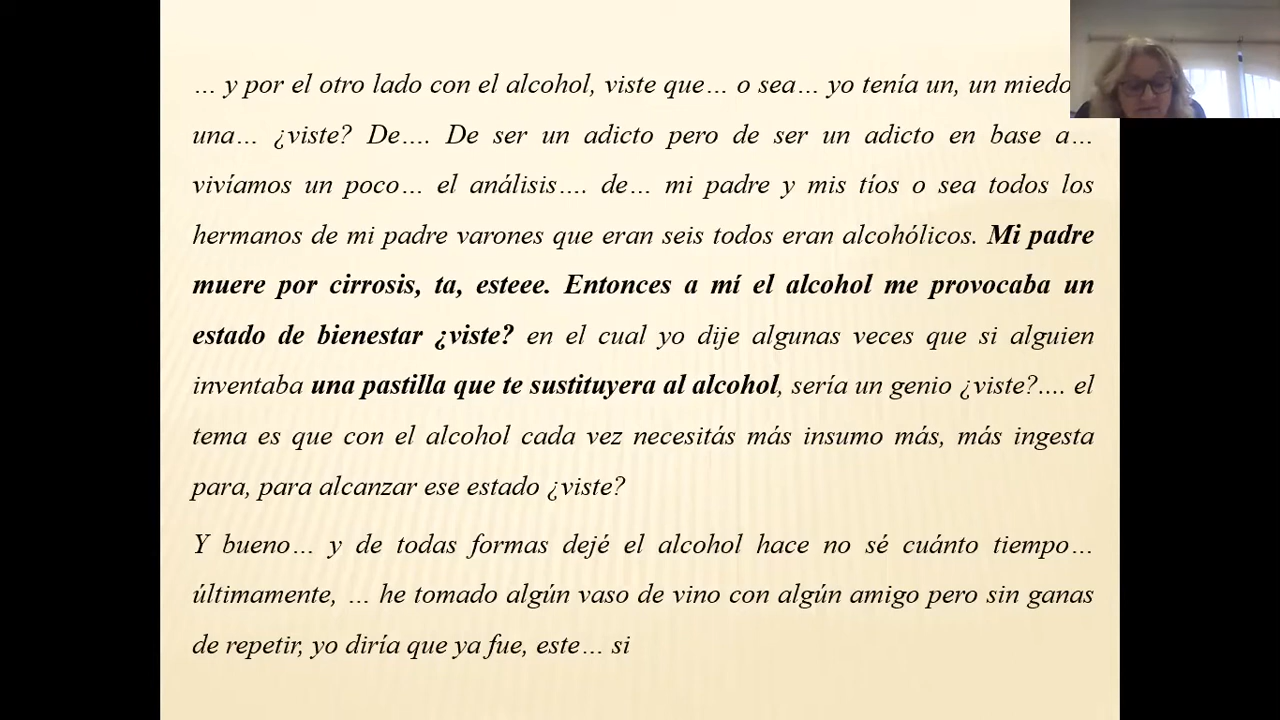 … y por el otro lado con el alcohol, viste que… o sea… yo tenía un, un miedo
una… ¿viste? De…. De ser un adicto pero de ser un adicto en base a…
vivíamos un poco… el análisis…. de… mi padre y mis tíos o sea todos los
hermanos de mi padre varones que eran seis todos eran alcohólicos. Mi padre
muere por cirrosis, ta, esteee. Entonces a mí el alcohol me provocaba un
estado de bienestar ¿viste? en el cual yo dije algunas veces que si alguien
inventaba una pastilla que te sustituyera al alcohol, sería un genio ¿viste?.... el
tema es que con el alcohol cada vez necesitás más insumo más, más ingesta
para, para alcanzar ese estado ¿viste?
Y bueno… y de todas formas dejé el alcohol hace no sé cuánto tiempo…
últimamente, … he tomado algún vaso de vino con algún amigo pero sin ganas
de repetir, yo diría que ya fue, este… si